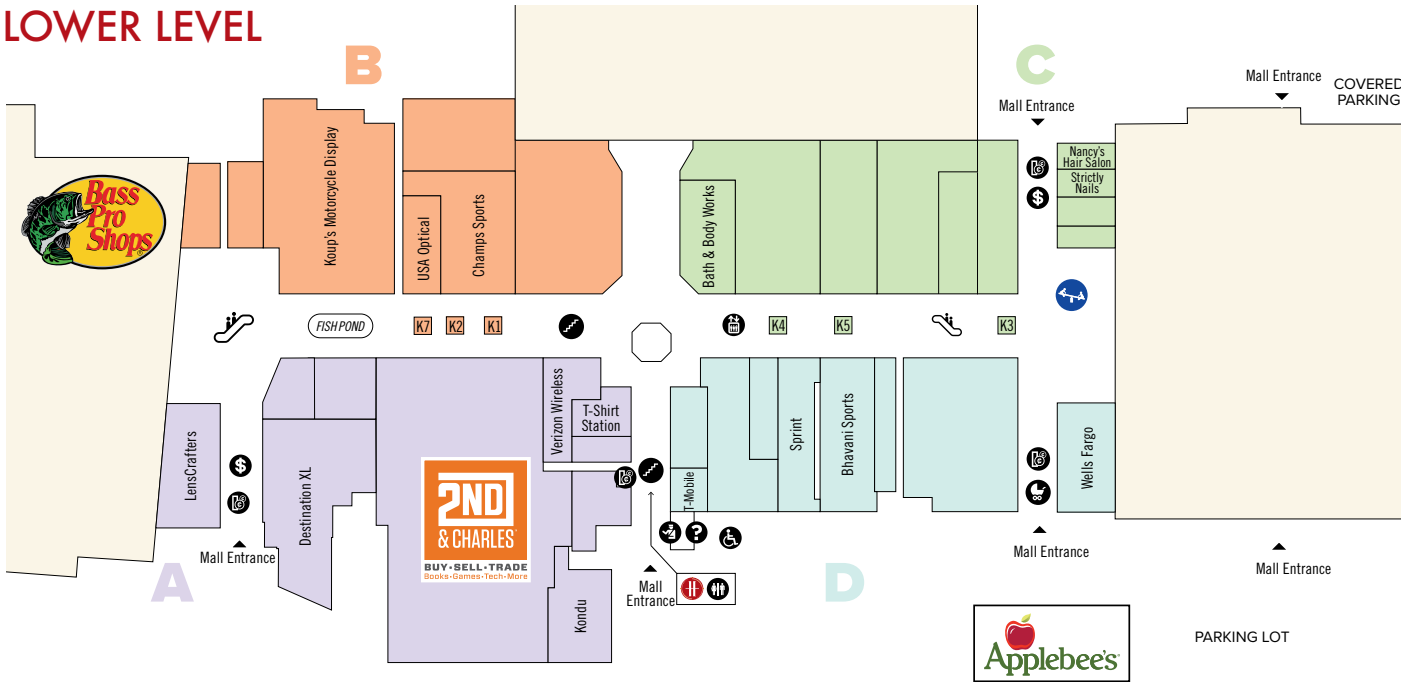 LOWER LEVEL
B
C
Mall Entrance
Mall Entrance
COVERED
PARKING
Bass
Pro
Shops
Koup's Motorcycle Display
USA Optical
Champs Sports
Bath & Body Works
Nancy's
Hair Salon
Strictly
Nails
$
FISH POND
K7
K2
K1
K4
K5
K3
LensCrafters
$
Mall Entrance
Destination XL
2ND
& CHARLES
BUY•SELL•TRADE
Books•Games•Tech•More
Verizon Wireless
T-Shirt
Station
Kondu
T-Mobile
Sprint
Bhavani Sports
?
Mall
Entrance
Wells Fargo
Mall Entrance
Mall Entrance
A
D
Applebee's
PARKING LOT